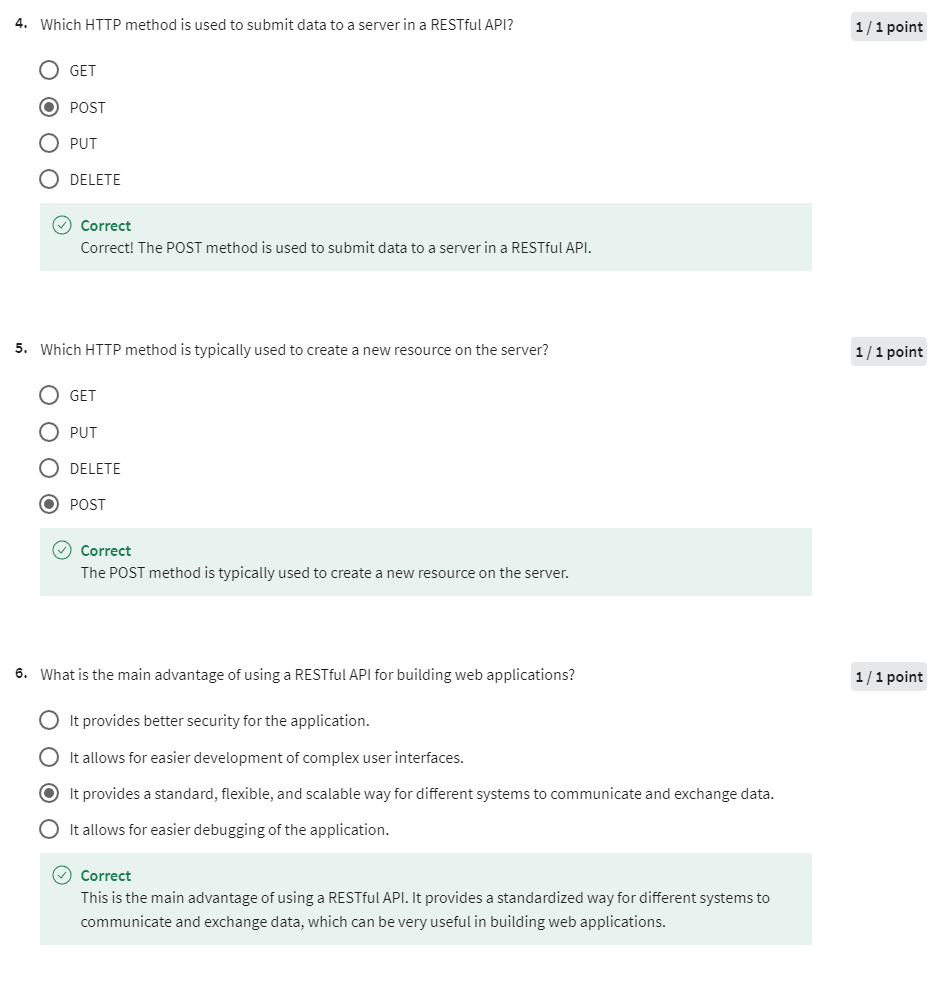 4. Which HTTP method is used to submit data to a server in a RESTful API?
1 / 1 point
GET
POST
PUT
DELETE
Correct
Correct! The POST method is used to submit data to a server in a RESTful API.
5. Which HTTP method is typically used to create a new resource on the server?
1 / 1 point
GET
PUT
DELETE
POST
Correct
The POST method is typically used to create a new resource on the server.
6. What is the main advantage of using a RESTful API for building web applications?
1 / 1 point
It provides better security for the application.
It allows for easier development of complex user interfaces.
It provides a standard, flexible, and scalable way for different systems to communicate and exchange data.
It allows for easier debugging of the application.
Correct
This is the main advantage of using a RESTful API. It provides a standardized way for different systems to
communicate and exchange data, which can be very useful in building web applications.